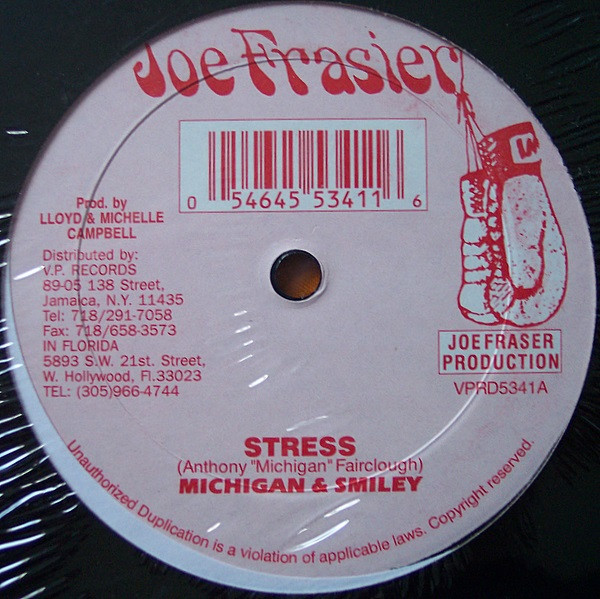 Joe Frasier
0 54645 53411 6
Prod. by
LLOYD & MICHELLE
CAMPBELL
Distributed by:
V.P. RECORDS
89-05 138 Street,
Jamaica, N.Y. 11435
Tel: 718/291-7058
Fax: 718/658-3573
IN FLORIDA
5893 S.W. 21st. Street,
W. Hollywood, Fl.33023
TEL: (305)966-4744
JOE FRASER
PRODUCTION
VPRD5341A
STRESS
(Anthony "Michigan" Fairclough)
MICHIGAN & SMILEY
Unauthorized Duplication is a violation of applicable laws. Copyright reserved.